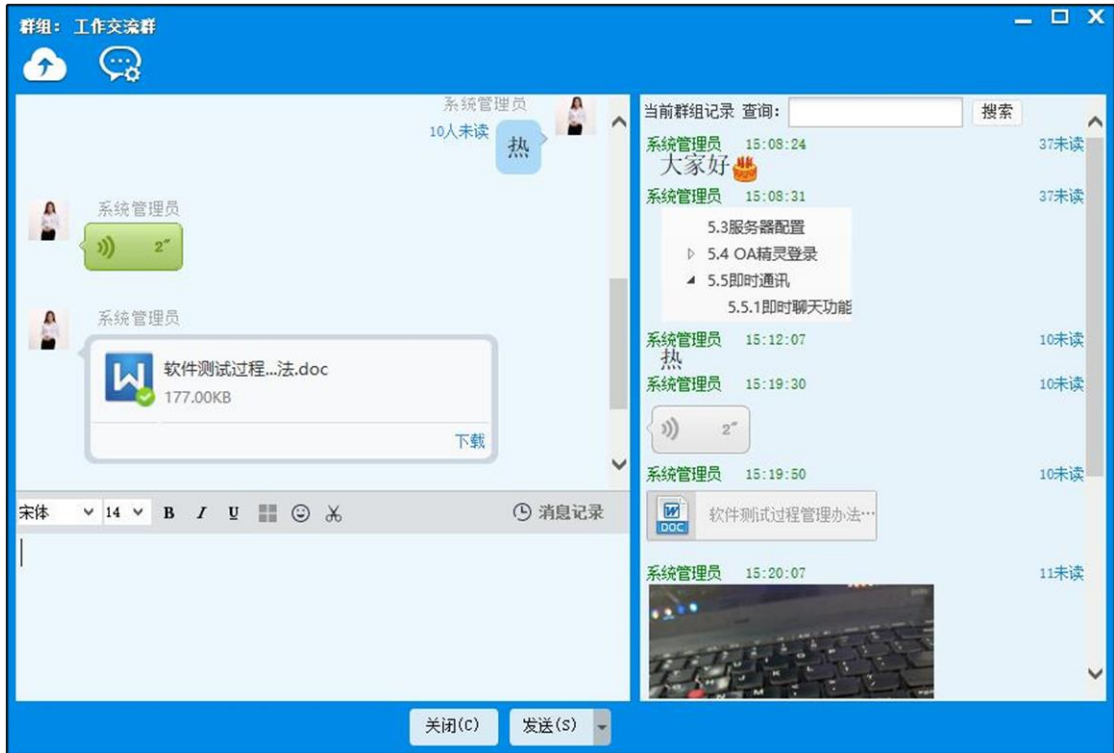 群组： 工作交流群
系统管理员
10人未读
热
系统管理员
2″
系统管理员
软件测试过程...法.doc
177.00KB
下载
宋体 14 B I U 消息记录
关闭(C) 发送(S)
当前群组记录 查询： 搜索
系统管理员 15:08:24 37未读
大家好
系统管理员 15:08:31 37未读
5.3服务器配置
5.4 OA精灵登录
5.5即时通讯
5.5.1即时聊天功能
系统管理员 15:12:07 10未读
热
系统管理员 15:19:30 10未读
2″
系统管理员 15:19:50 10未读
DOC 软件测试过程管理办法…
系统管理员 15:20:07 11未读